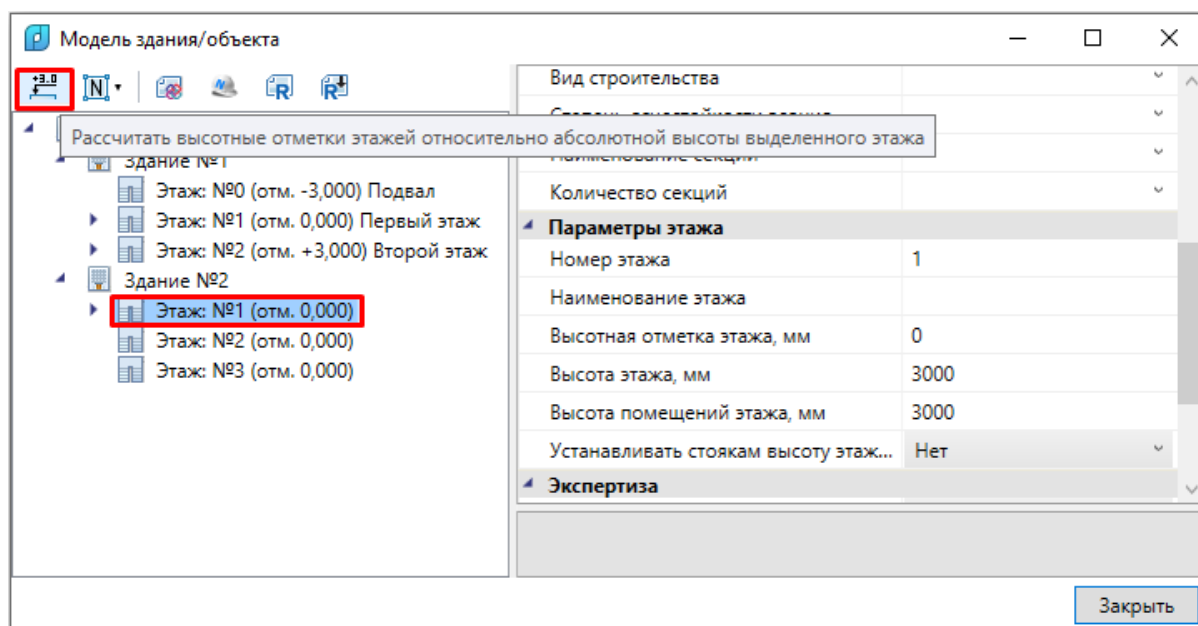 Модель здания/объекта
+3.0
N
R
R
Рассчитать высотные отметки этажей относительно абсолютной высоты выделенного этажа
Здание №1
Этаж: №0 (отм. -3,000) Подвал
Этаж: №1 (отм. 0,000) Первый этаж
Этаж: №2 (отм. +3,000) Второй этаж
Здание №2
Этаж: №1 (отм. 0,000)
Этаж: №2 (отм. 0,000)
Этаж: №3 (отм. 0,000)
Вид строительства
Наименование секции
Количество секций
Параметры этажа
Номер этажа 1
Наименование этажа
Высотная отметка этажа, мм 0
Высота этажа, мм 3000
Высота помещений этажа, мм 3000
Устанавливать стоякам высоту этаж... Нет
Экспертиза
Закрыть